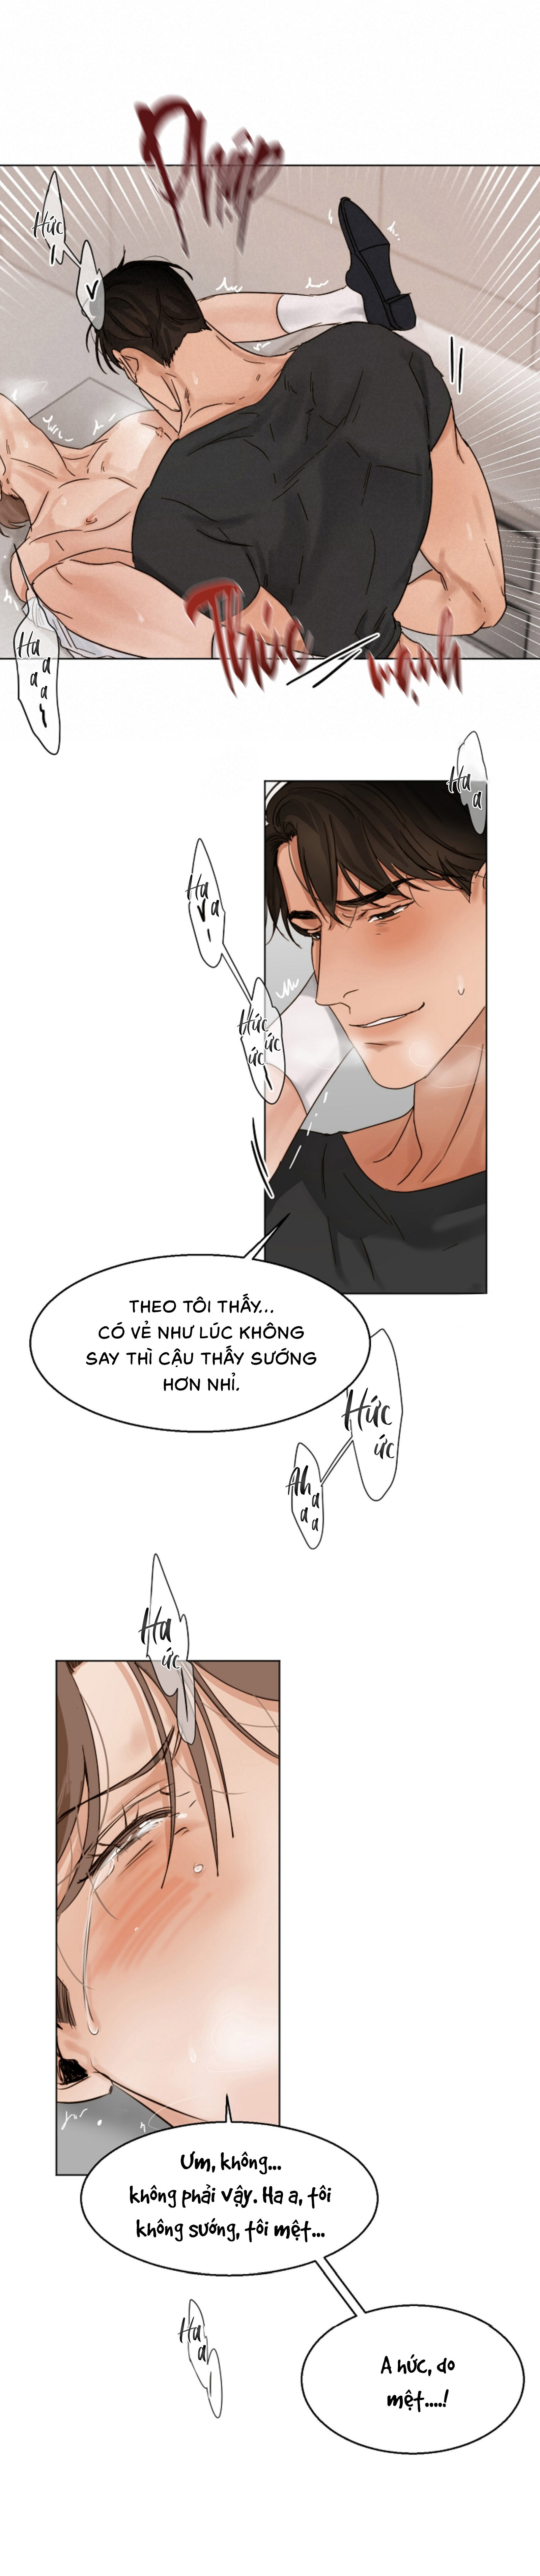 Phập
Hức
Thúc
mạnh
Ha
a
a
a
Ha
a
Ha
a
Hức
ức
ức
THEO TÔI THẤY...
CÓ VẺ NHƯ LÚC KHÔNG
SAY THÌ CẬU THẤY SƯỚNG
HƠN NHỈ.
Hức
ức
Ah
a
a
a
Ha
ức
Ưm, không...
không phải vậy. Ha a, tôi
không sướng, tôi mệt...
Ha
a
A hức, do
mệt....!